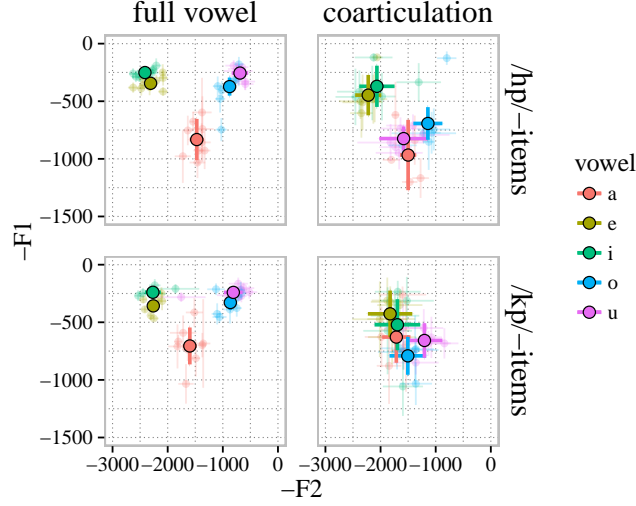 full vowel coarticulation
0
−500
−1000
−1500
/hp/−items
0
−500
−1000
−1500
/kp/−items
−F1
−3000 −2000 −1000 0 −3000 −2000 −1000 0
−F2
vowel
a
e
i
o
u